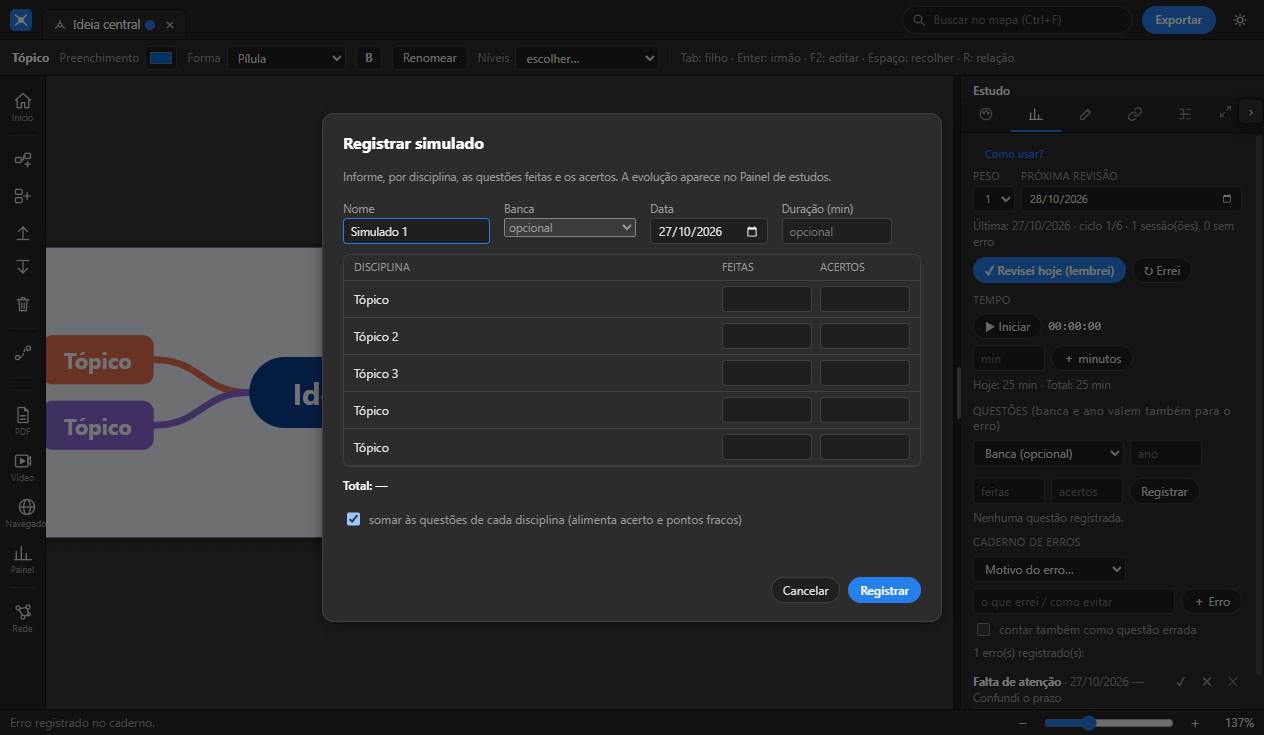 Ideia central
Buscar no mapa (Ctrl+F)
Exportar
Tópico
Preenchimento
Forma
Pílula
B
Renomear
Níveis
escolher...
Tab: filho · Enter: irmão · F2: editar · Espaço: recolher · R: relação
Início
PDF
Vídeo
Navegado
Painel
Rede
Tópico
Tópico
Registrar simulado
Informe, por disciplina, as questões feitas e os acertos. A evolução aparece no Painel de estudos.
Nome
Banca
Data
Duração (min)
Simulado 1
opcional
27/10/2026
opcional
DISCIPLINA
FEITAS
ACERTOS
Tópico
Tópico 2
Tópico 3
Tópico
Tópico
Total: —
somar às questões de cada disciplina (alimenta acerto e pontos fracos)
Cancelar
Registrar
Estudo
Como usar?
PESO
PRÓXIMA REVISÃO
1
28/10/2026
Última: 27/10/2026 · ciclo 1/6 · 1 sessão(ões), 0 sem
erro
✓ Revisei hoje (lembrei)
↻ Errei
TEMPO
▶ Iniciar
00:00:00
min
+ minutos
Hoje: 25 min · Total: 25 min
QUESTÕES (banca e ano valem também para o
erro)
Banca (opcional)
ano
feitas
acertos
Registrar
Nenhuma questão registrada.
CADERNO DE ERROS
Motivo do erro...
o que errei / como evitar
+ Erro
contar também como questão errada
1 erro(s) registrado(s):
Falta de atenção · 27/10/2026 —
Confundi o prazo
Erro registrado no caderno.
137%